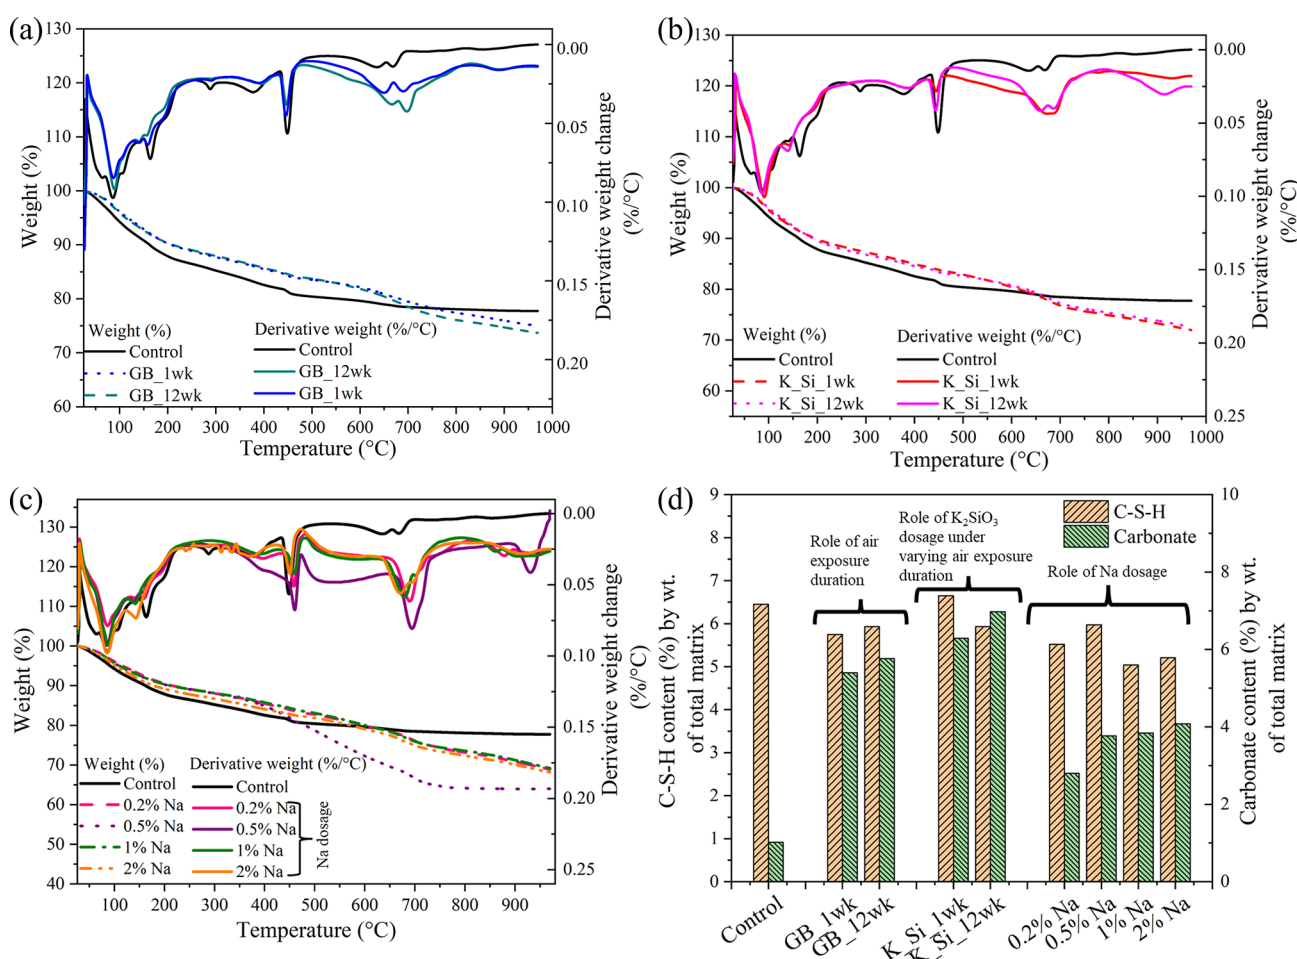 (a)
130
120
110
100
90
80
70
60
Weight (%)
0.00
0.05
0.10
0.15
0.20
Derivative weight change
(%/°C)
Weight (%)
Control
GB_1wk
GB_12wk
Derivative weight (%/°C)
Control
GB_12wk
GB_1wk
100 200 300 400 500 600 700 800 900 1000
Temperature (°C)
(b)
130
120
110
100
90
80
70
60
Weight (%)
0.00
0.05
0.10
0.15
0.20
0.25
Derivative weight change
(%/°C)
Weight (%)
Control
K_Si_1wk
K_Si_12wk
Derivative weight (%/°C)
Control
K_Si_1wk
K_Si_12wk
100 200 300 400 500 600 700 800 900 1000
Temperature (°C)
(c)
130
120
110
100
90
80
70
60
50
40
Weight (%)
0.00
0.05
0.10
0.15
0.20
0.25
Derivative weight change
(%/°C)
Weight (%)
Control
0.2% Na
0.5% Na
1% Na
2% Na
Derivative weight (%/°C)
Control
0.2% Na
0.5% Na
1% Na
2% Na
Na dosage
100 200 300 400 500 600 700 800 900
Temperature (°C)
(d)
9
8
7
6
5
4
3
2
1
0
C-S-H content (%) by wt.
of total matrix
10
8
6
4
2
0
Carbonate content (%) by wt.
of total matrix
C-S-H
Carbonate
Role of air
exposure
duration
Role of K₂SiO₃
dosage under
varying air exposure
duration
Role of Na dosage
Control
GB_1wk
GB_12wk
K_Si_1wk
K_Si_12wk
0.2% Na
0.5% Na
1% Na
2% Na